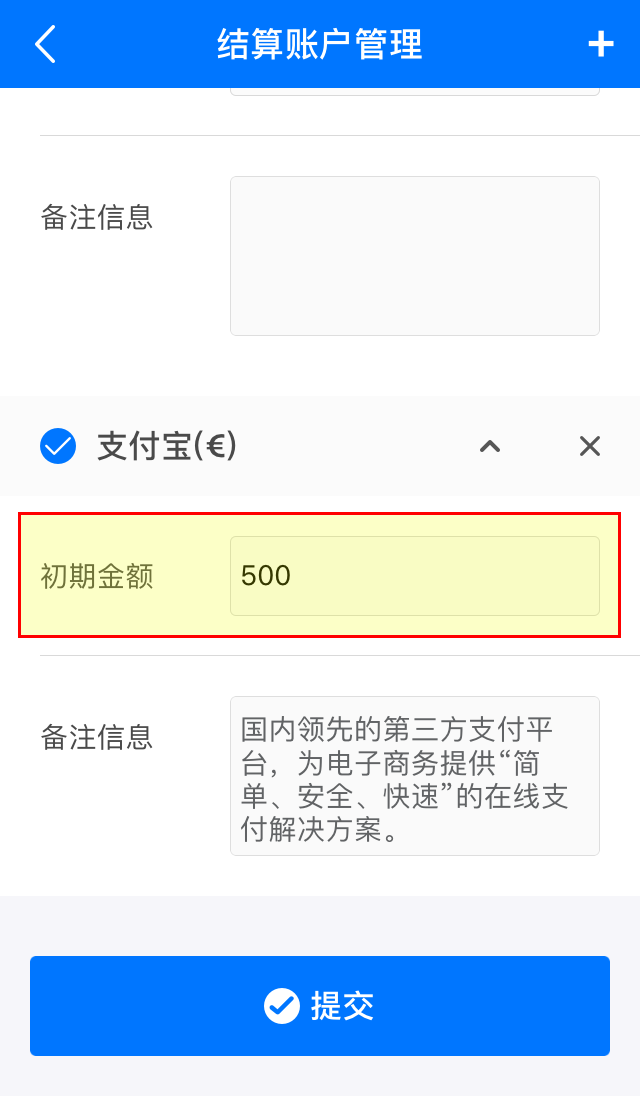 结算账户管理
备注信息
支付宝(€)
初期金额
500
备注信息
国内领先的第三方支付平
台，为电子商务提供“简
单、安全、快速”的在线支
付解决方案。
提交